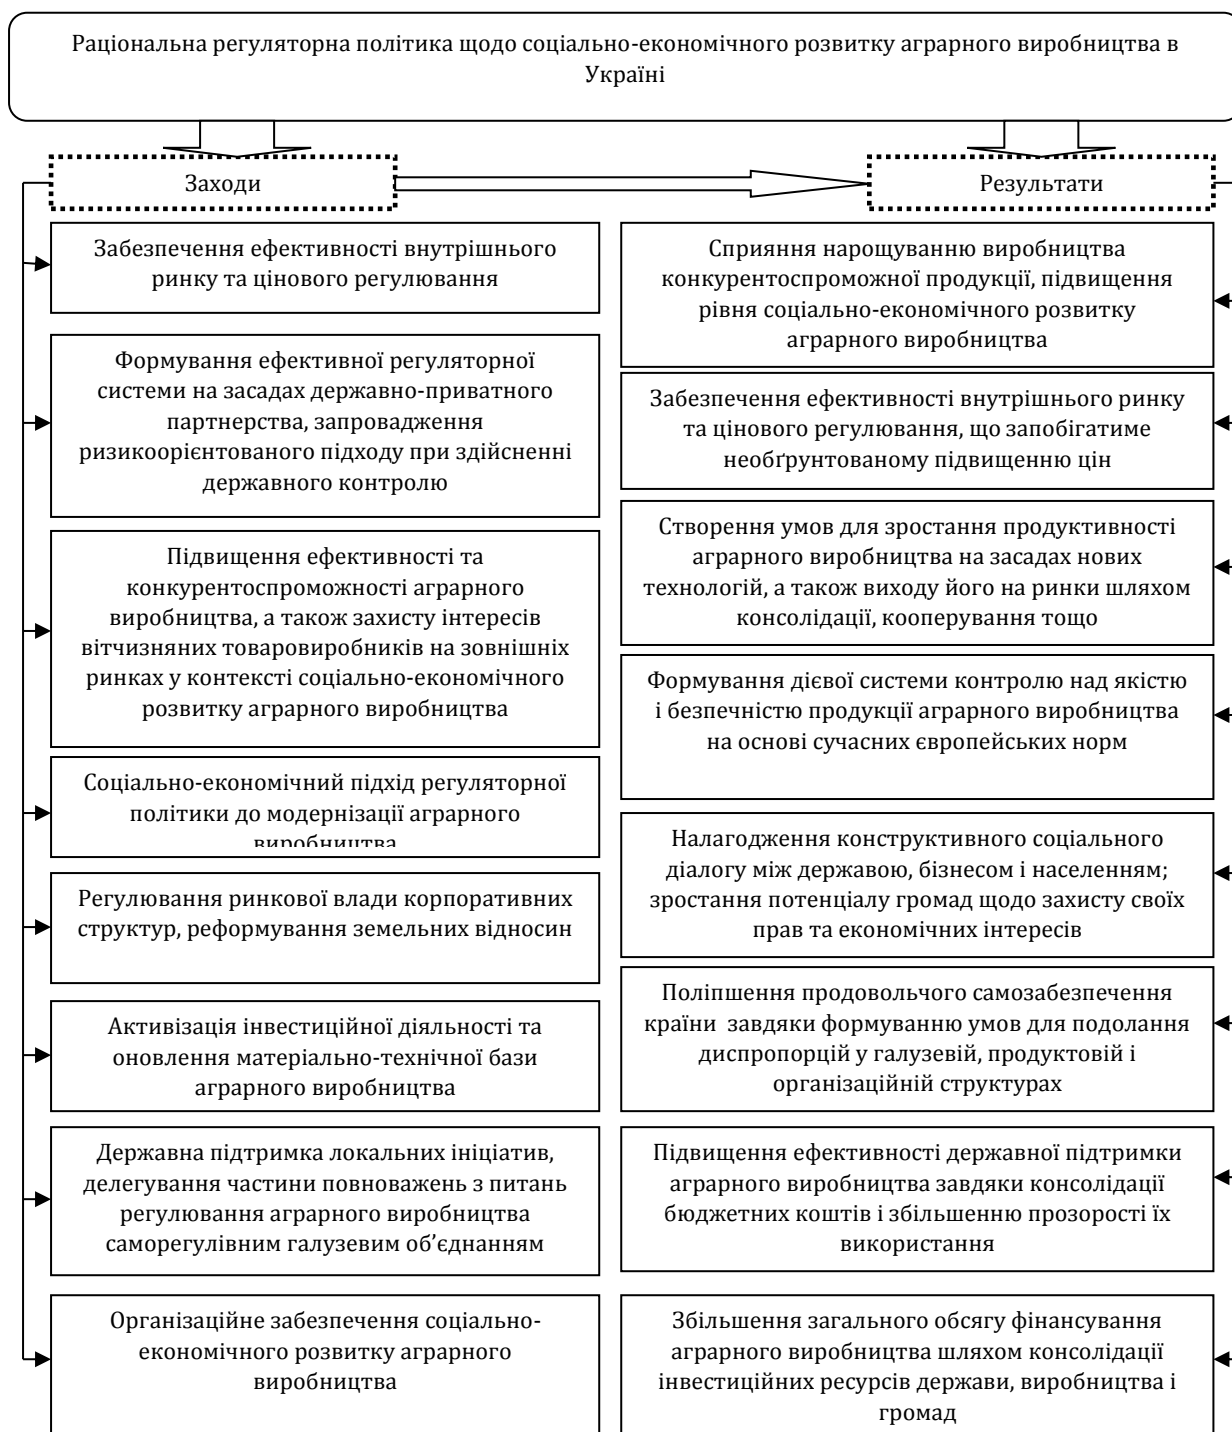 Раціональна регуляторна політика щодо соціально-економічного розвитку аграрного виробництва в
Україні
Заходи
Результати
Забезпечення ефективності внутрішнього
ринку та цінового регулювання
Формування ефективної регуляторної
системи на засадах державно-приватного
партнерства, запровадження
ризикоорієнтованого підходу при здійсненні
державного контролю
Підвищення ефективності та
конкурентоспроможності аграрного
виробництва, а також захисту інтересів
вітчизняних товаровиробників на зовнішніх
ринках у контексті соціально-економічного
розвитку аграрного виробництва
Соціально-економічний підхід регуляторної
політики до модернізації аграрного
виробництва
Регулювання ринкової влади корпоративних
структур, реформування земельних відносин
Активізація інвестиційної діяльності та
оновлення матеріально-технічної бази
аграрного виробництва
Державна підтримка локальних ініціатив,
делегування частини повноважень з питань
регулювання аграрного виробництва
саморегулівним галузевим об’єднанням
Організаційне забезпечення соціально-
економічного розвитку аграрного
виробництва
Сприяння нарощуванню виробництва
конкурентоспроможної продукції, підвищення
рівня соціально-економічного розвитку
аграрного виробництва
Забезпечення ефективності внутрішнього ринку
та цінового регулювання, що запобігатиме
необґрунтованому підвищенню цін
Створення умов для зростання продуктивності
аграрного виробництва на засадах нових
технологій, а також виходу його на ринки шляхом
консолідації, кооперування тощо
Формування дієвої системи контролю над якістю
і безпечністю продукції аграрного виробництва
на основі сучасних європейських норм
Налагодження конструктивного соціального
діалогу між державою, бізнесом і населенням;
зростання потенціалу громад щодо захисту своїх
прав та економічних інтересів
Поліпшення продовольчого самозабезпечення
країни завдяки формуванню умов для подолання
диспропорцій у галузевій, продуктовій і
організаційній структурах
Підвищення ефективності державної підтримки
аграрного виробництва завдяки консолідації
бюджетних коштів і збільшенню прозорості їх
використання
Збільшення загального обсягу фінансування
аграрного виробництва шляхом консолідації
інвестиційних ресурсів держави, виробництва і
громад